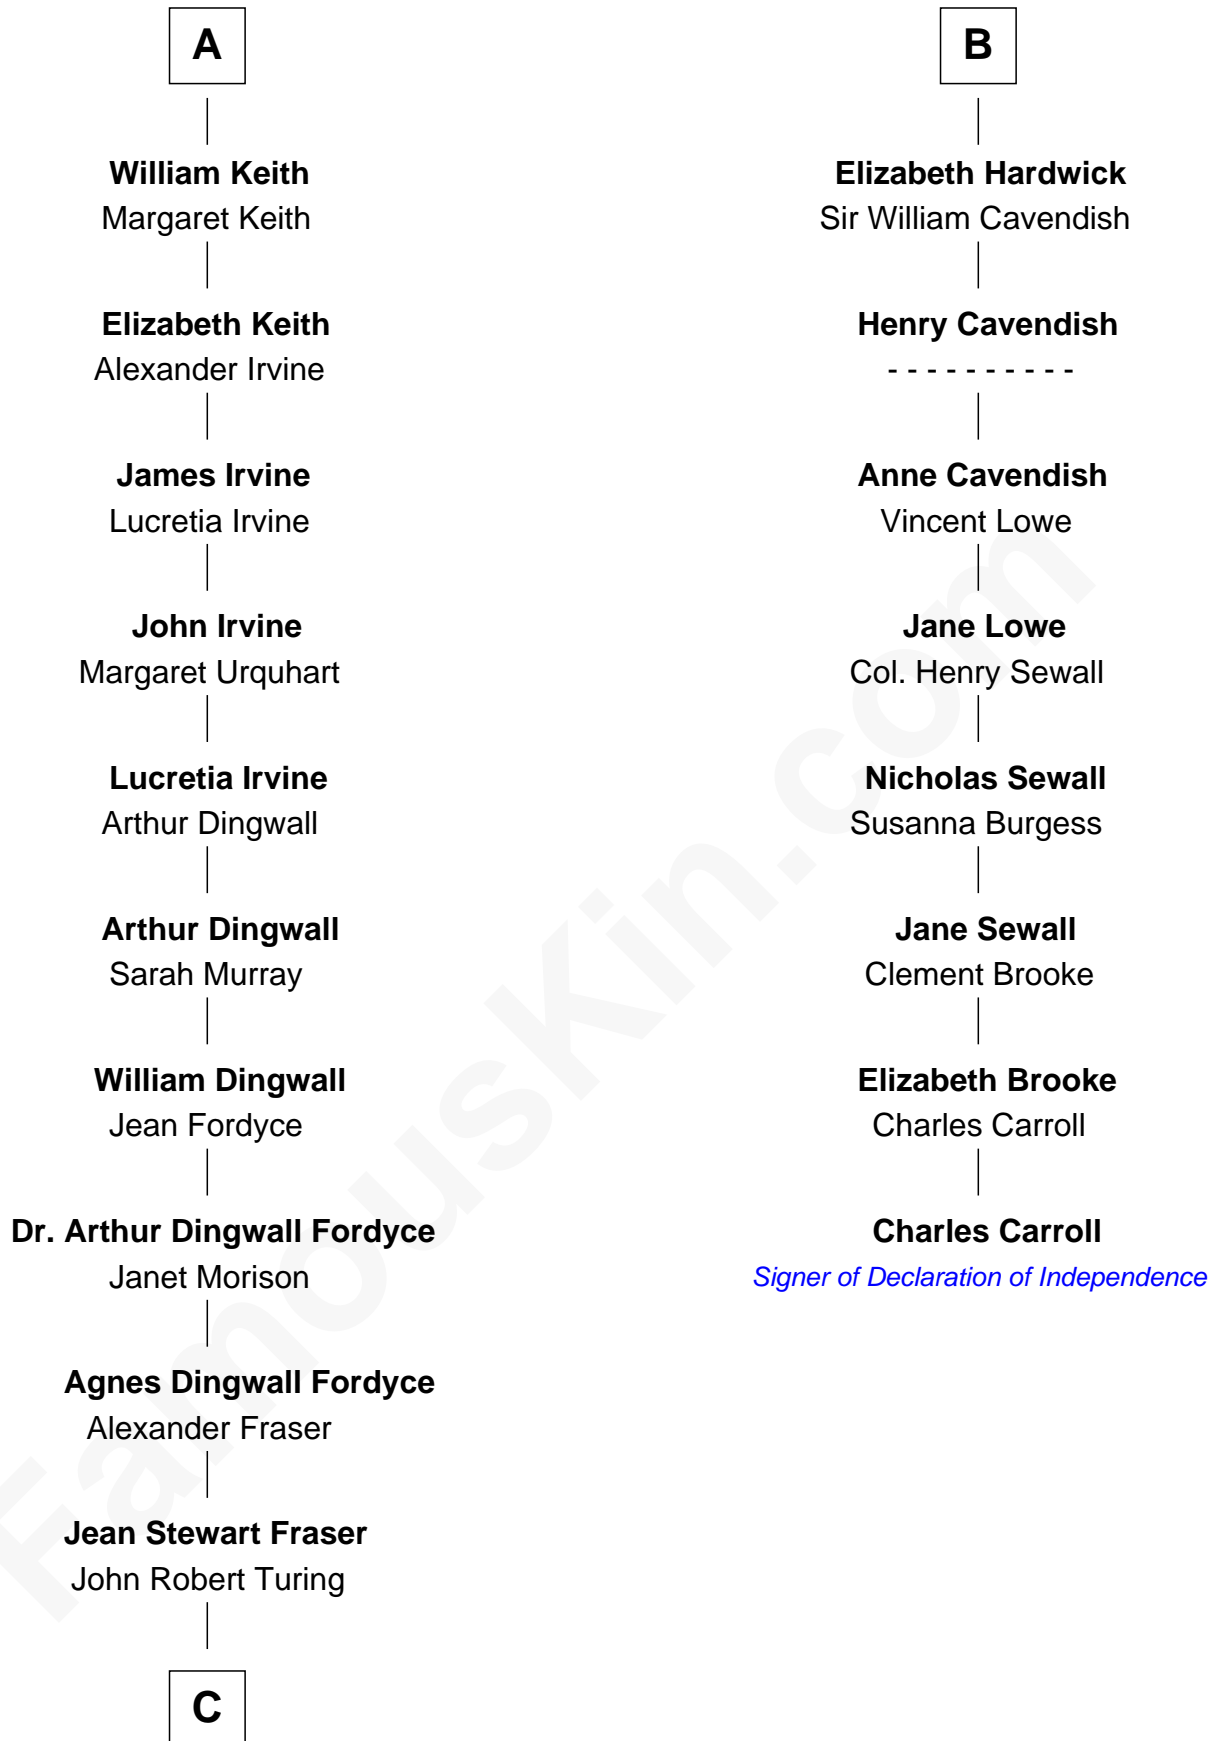 A
William Keith
Margaret Keith
Elizabeth Keith
Alexander Irvine
James Irvine
Lucretia Irvine
John Irvine
Margaret Urquhart
Lucretia Irvine
Arthur Dingwall
Arthur Dingwall
Sarah Murray
William Dingwall
Jean Fordyce
Dr. Arthur Dingwall Fordyce
Janet Morison
Agnes Dingwall Fordyce
Alexander Fraser
Jean Stewart Fraser
John Robert Turing
C
B
Elizabeth Hardwick
Sir William Cavendish
Henry Cavendish
- - - - - - - - - -
Anne Cavendish
Vincent Lowe
Jane Lowe
Col. Henry Sewall
Nicholas Sewall
Susanna Burgess
Jane Sewall
Clement Brooke
Elizabeth Brooke
Charles Carroll
Charles Carroll
Signer of Declaration of Independence
FamousKin.com